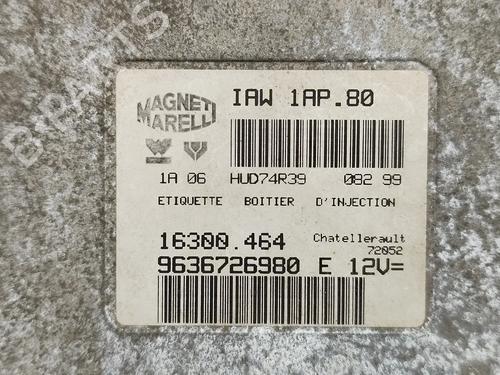 MAGNETI MARELLI
IAW 1AP.80
1A 06 HUD74R39 082 99
ETIQUETTE BOITIER D'INJECTION
16300.464 Chatellerault
72052
9636726980 E 12V=
B-PARTS